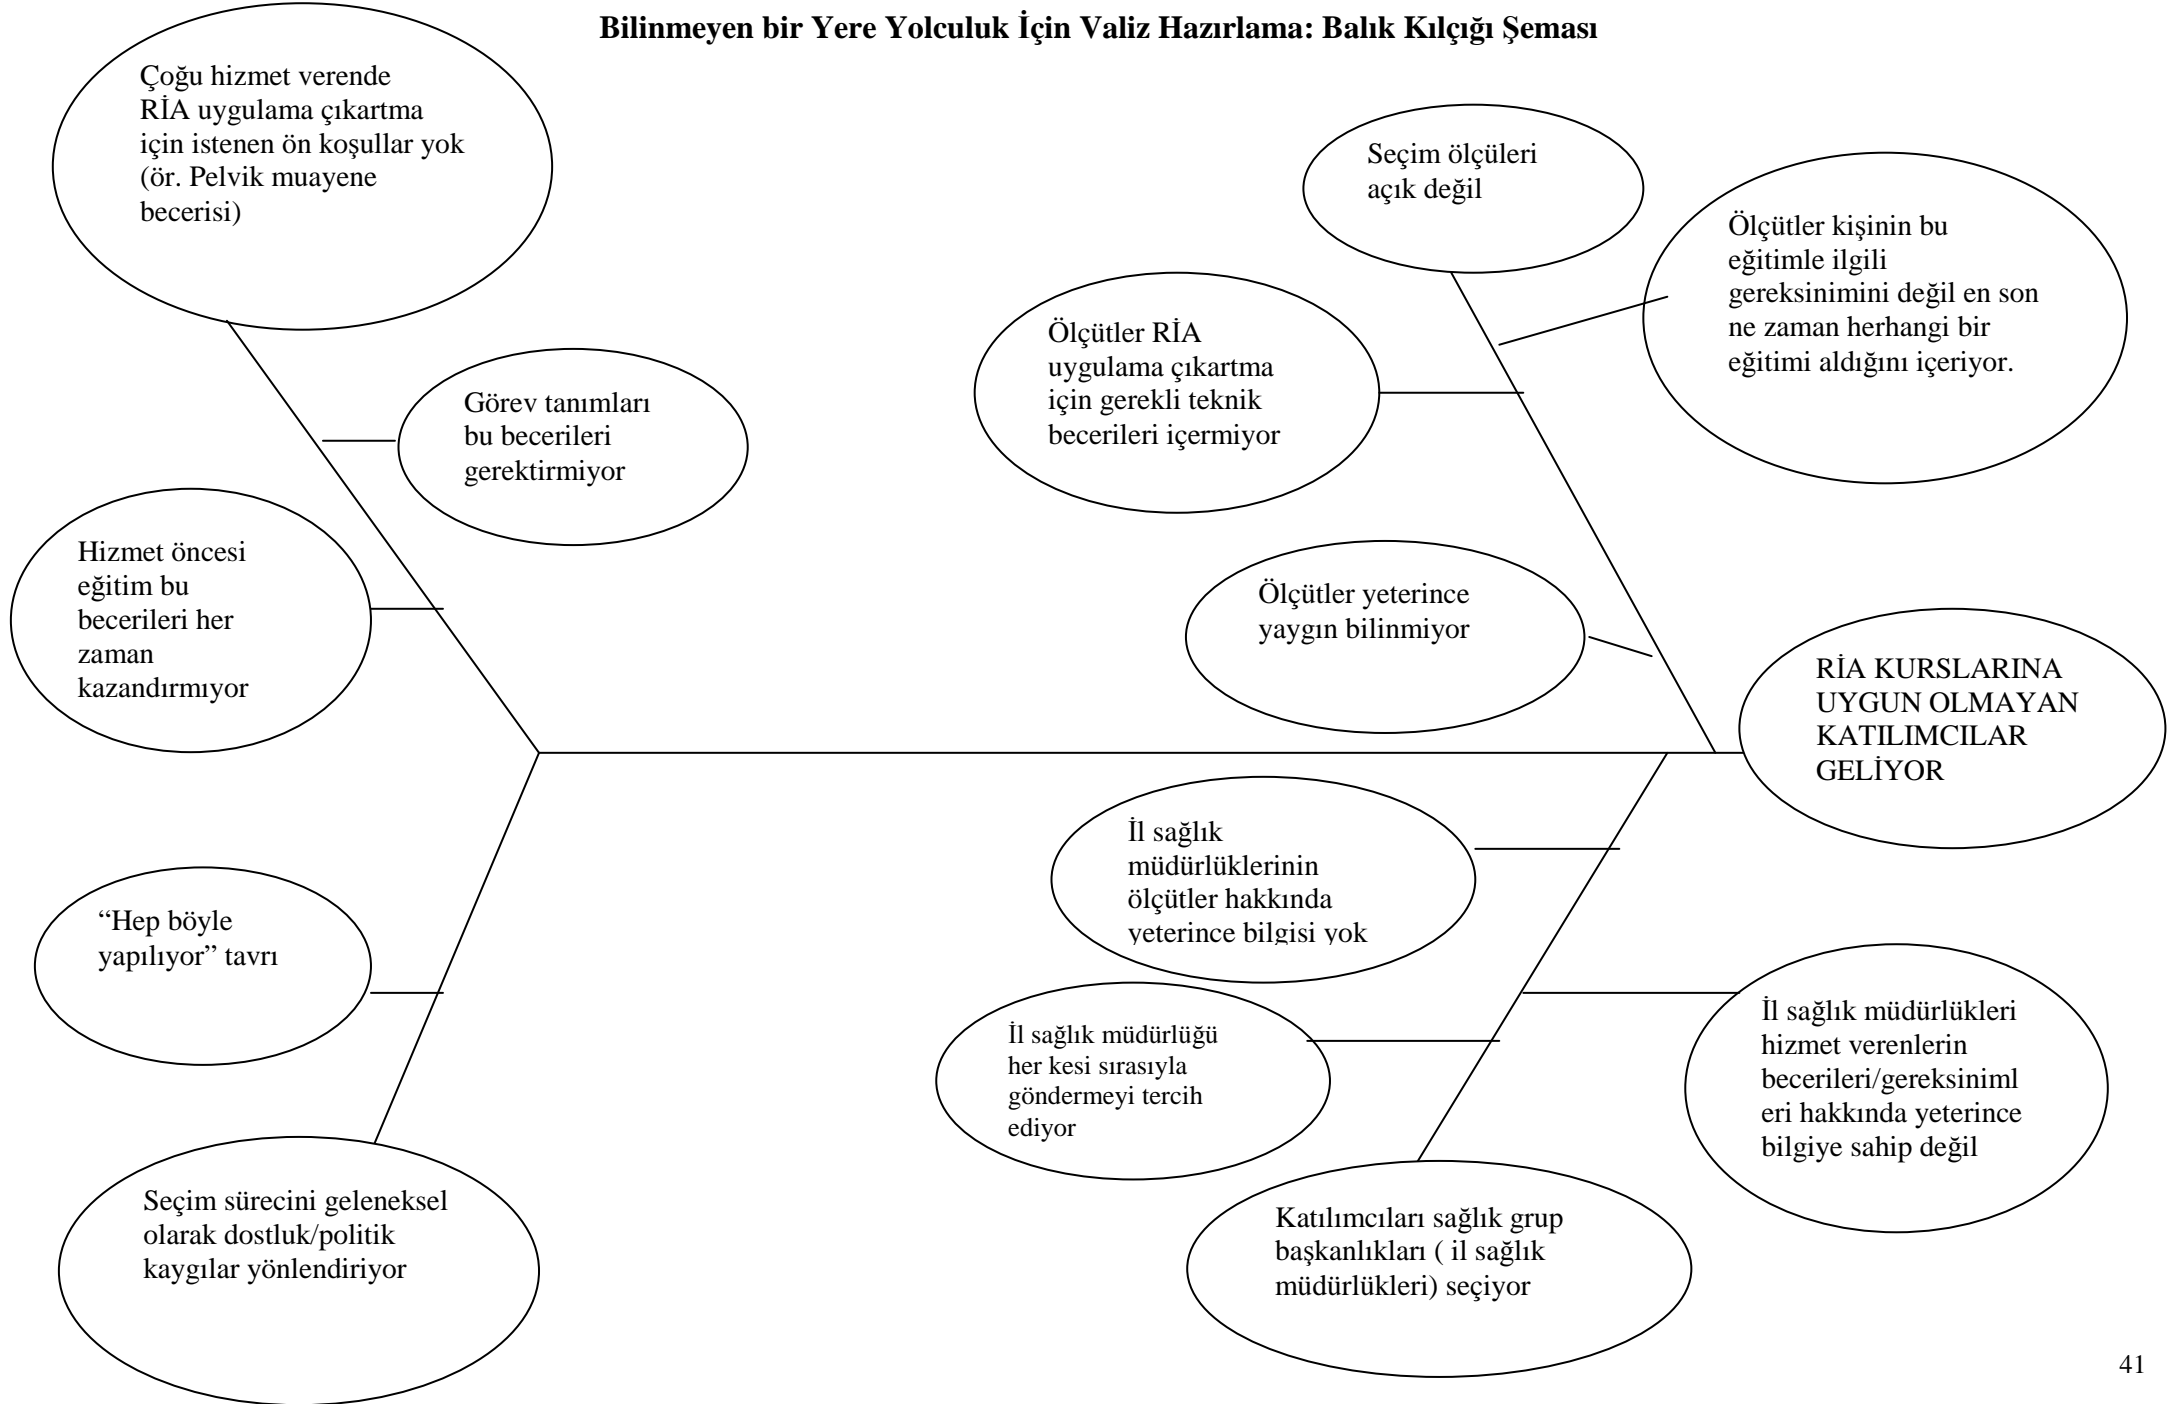 Bilinmeyen bir Yere Yolculuk İçin Valiz Hazırlama: Balık Kılçığı Şeması
Çoğu hizmet verende
RİA uygulama çıkartma
için istenen ön koşullar yok
(ör. Pelvik muayene
becerisi)
Görev tanımları
bu becerileri
gerektirmiyor
Hizmet öncesi
eğitim bu
becerileri her
zaman
kazandırmıyor
Seçim ölçüleri
açık değil
Ölçütler kişinin bu
eğitimle ilgili
gereksinimini değil en son
ne zaman herhangi bir
eğitimi aldığını içeriyor.
Ölçütler RİA
uygulama çıkartma
için gerekli teknik
becerileri içermiyor
Ölçütler yeterince
yaygın bilinmiyor
RİA KURSLARINA
UYGUN OLMAYAN
KATILIMCILAR
GELİYOR
“Hep böyle
yapılıyor” tavrı
Seçim sürecini geleneksel
olarak dostluk/politik
kaygılar yönlendiriyor
İl sağlık
müdürlüklerinin
ölçütler hakkında
yeterince bilgisi yok
İl sağlık müdürlüğü
her kesi sırasıyla
göndermeyi tercih
ediyor
İl sağlık müdürlükleri
hizmet verenlerin
becerileri/gereksiniml
eri hakkında yeterince
bilgiye sahip değil
Katılımcıları sağlık grup
başkanlıkları ( il sağlık
müdürlükleri) seçiyor
41